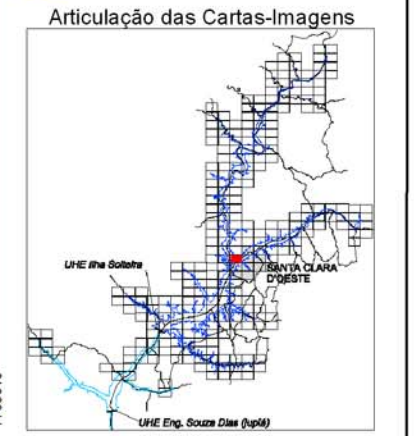 Articulação das Cartas-Imagens
UHE Ilha Solteira
SANTA CLARA
D'OESTE
UHE Eng. Souza Dias (Jupiá)